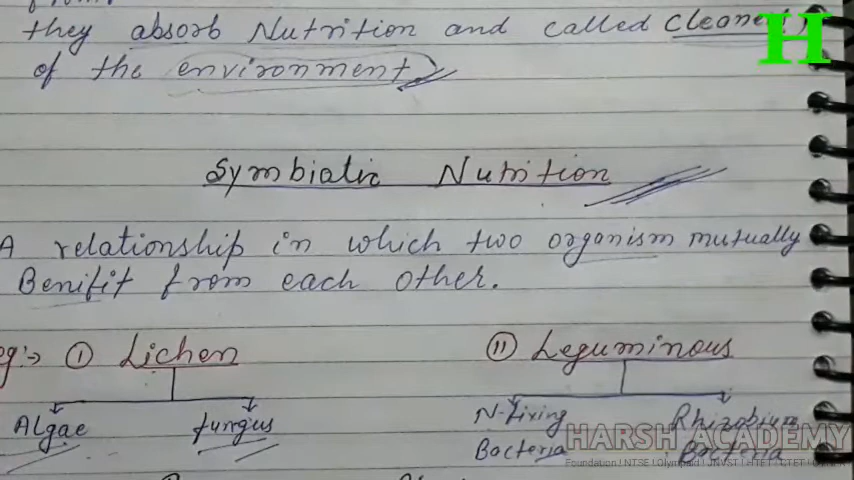 they absorb Nutrition and called cleaner
of the environment
Symbiatic Nutrition
A relationship in which two organism mutually
Benifit from each other.
eg:→ ① Lichen
⑪ Leguminous
Algae fungus
N-fixing Rhizobium
Bacteria Bacteria
H
HARSH ACADEMY